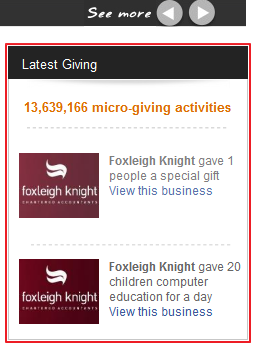 See more
Latest Giving
13,639,166 micro-giving activities
foxleigh knight
CHARTERED ACCOUNTANTS
Foxleigh Knight gave 1
people a special gift
View this business
foxleigh knight
CHARTERED ACCOUNTANTS
Foxleigh Knight gave 20
children computer
education for a day
View this business